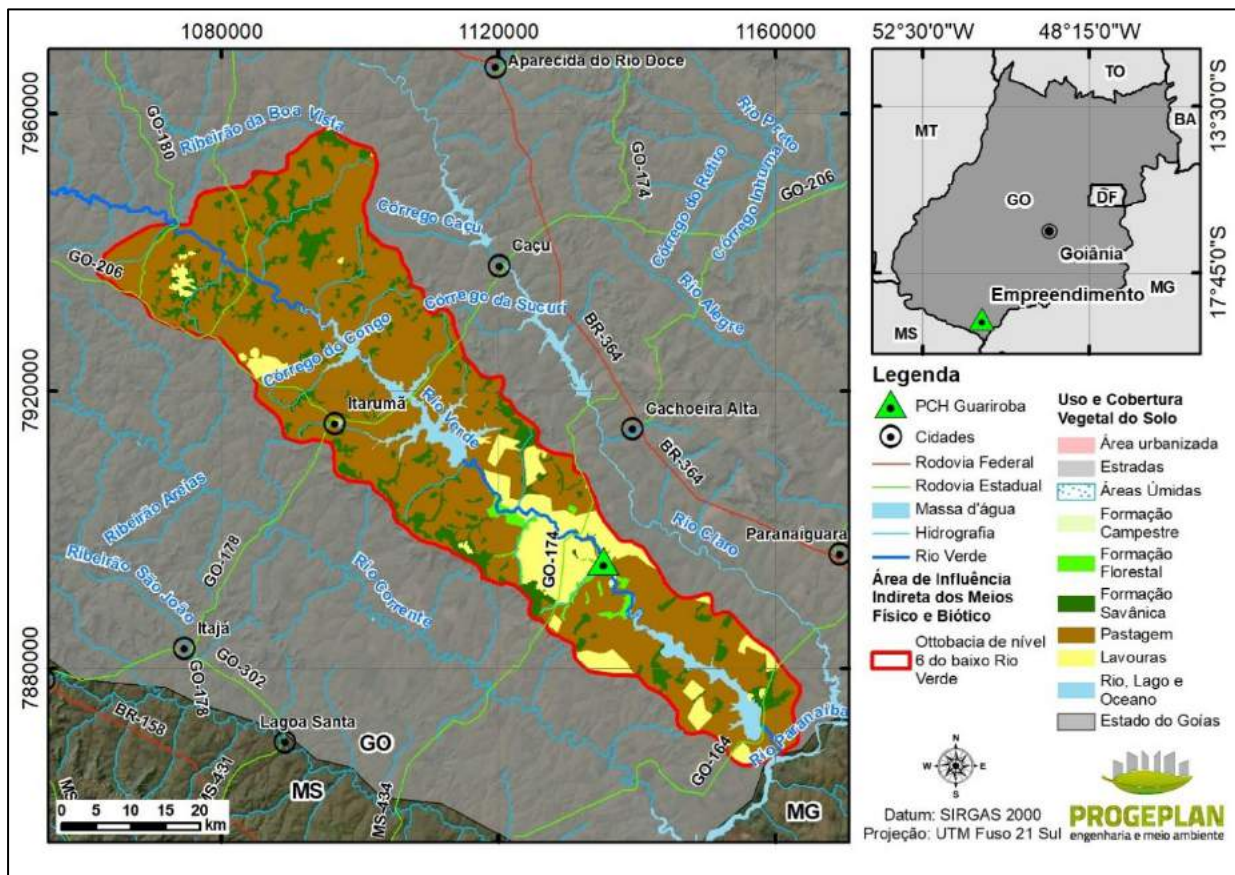 1080000
1120000
1160000
7960000
7920000
7880000
Aparecida do Rio Doce
Ribeirão da Boa Vista
GO-180
Rio Preto
GO-174
Córrego do Retiro
Córrego Inhuma
GO-206
Córrego Caçu
Caçu
GO-206
Córrego da Sucuri
Rio Alegre
BR-364
Córrego do Congo
Itarumã
Rio Verde
Cachoeira Alta
BR-364
Ribeirão Areias
Rio Claro
Paranaiguara
GO-174
GO-178
Ribeirão São João
Rio Corrente
Itajá
GO-302
GO-178
Lagoa Santa
BR-158
GO
GO-164
Rio Paranaíba
MS-431
MS
MS-434
MG
0 5 10 15 20
km
52°30'0"W
48°15'0"W
13°30'0"S
17°45'0"S
TO
MT
BA
GO
DF
Goiânia
MG
Empreendimento
MS
Legenda
PCH Guariroba
Cidades
Rodovia Federal
Rodovia Estadual
Massa d'água
Hidrografia
Rio Verde
Área de Influência
Indireta dos Meios
Físico e Biótico
Ottobacia de nível
6 do baixo Rio
Verde
Uso e Cobertura
Vegetal do Solo
Área urbanizada
Estradas
Áreas Úmidas
Formação
Campestre
Formação
Florestal
Formação
Savânica
Pastagem
Lavouras
Rio, Lago e
Oceano
Estado do Goías
N
W
E
S
Datum: SIRGAS 2000
Projeção: UTM Fuso 21 Sul
PROGEPLAN
engenharia e meio ambiente